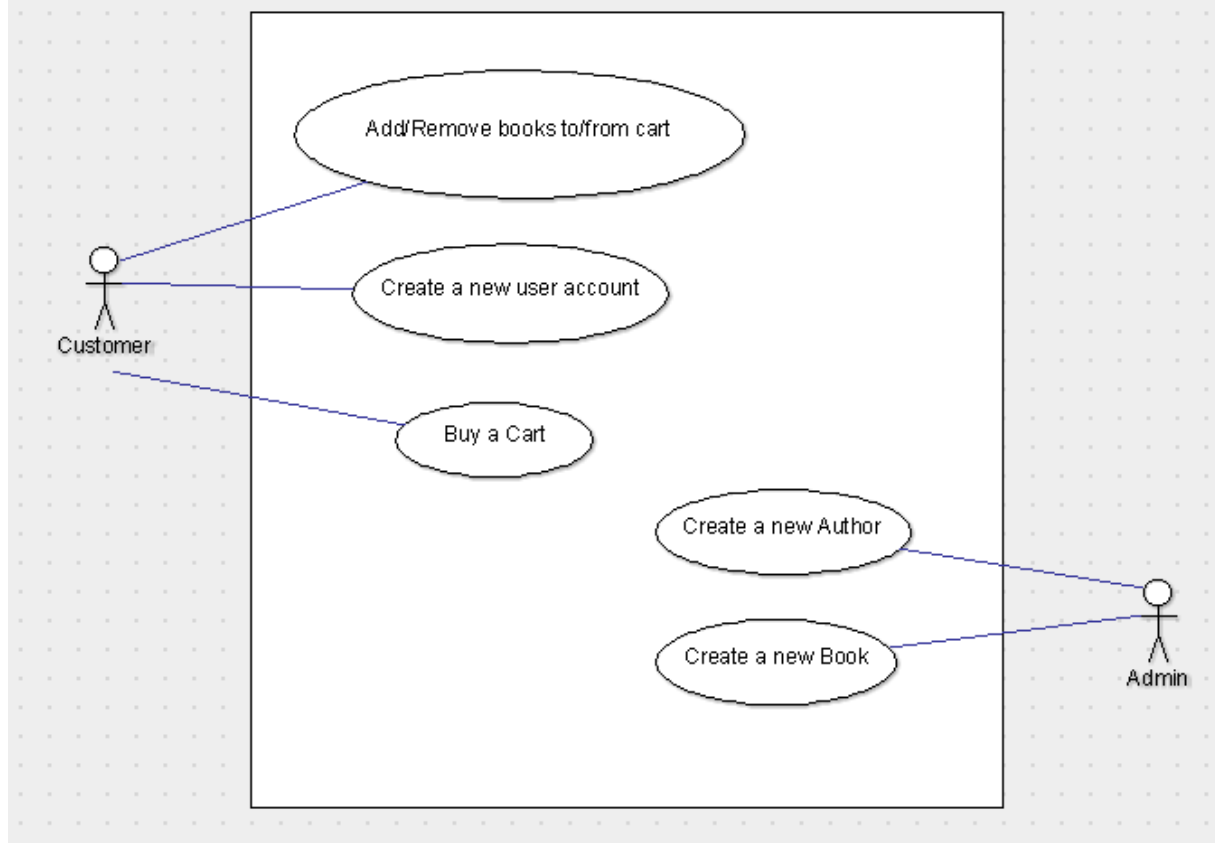 Add/Remove books to/from cart
Create a new user account
Customer
Buy a Cart
Create a new Author
Create a new Book
Admin